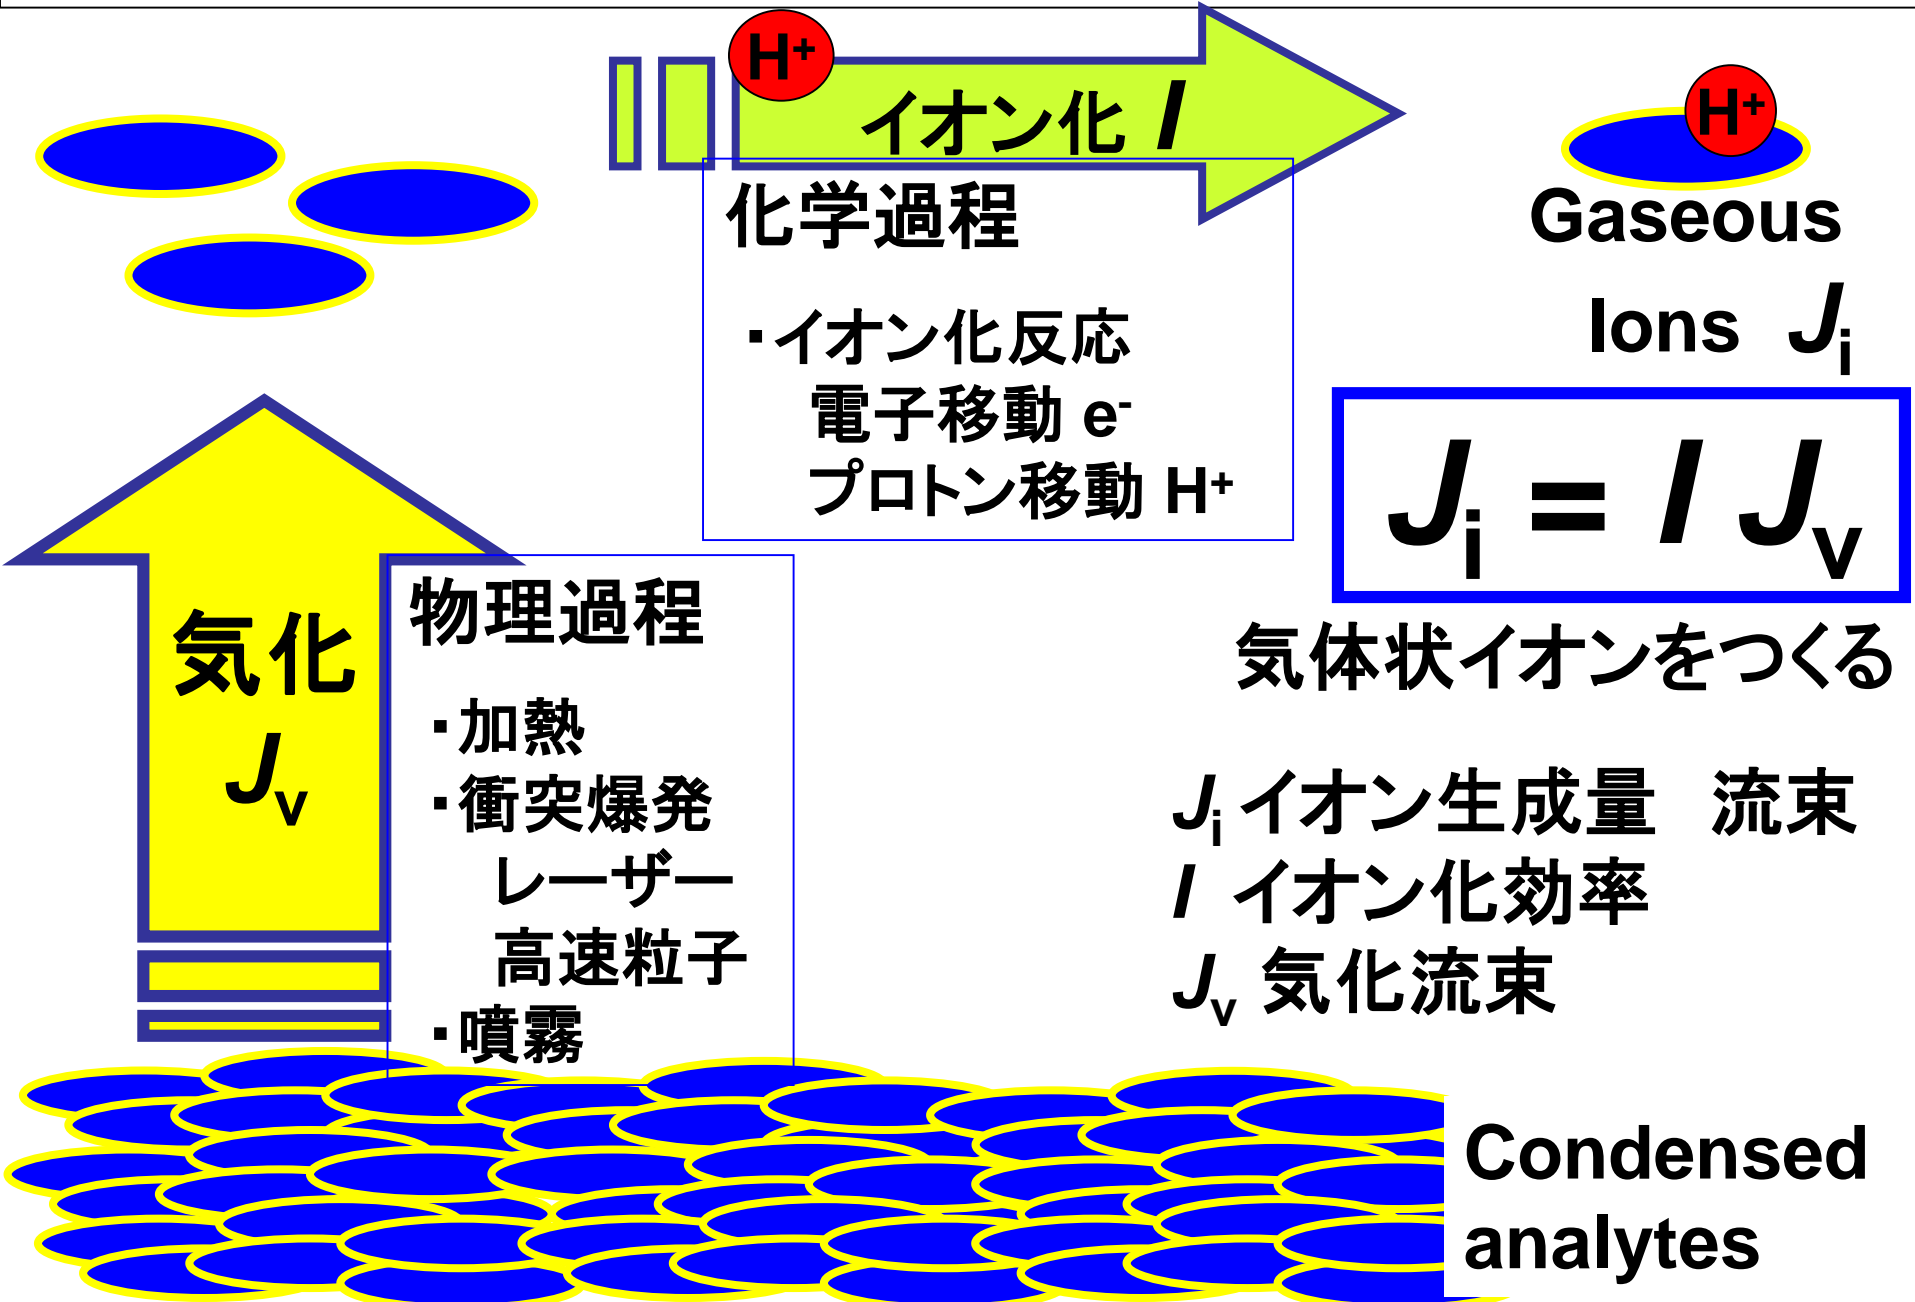 H+
イオン化 I
化学過程
・イオン化反応
電子移動 e-
プロトン移動 H+
H+
Gaseous
Ions Ji
Ji = I Jv
気体状イオンをつくる
気化
Jv
物理過程
・加熱
・衝突爆発
レーザー
高速粒子
・噴霧
Ji イオン生成量 流束
I イオン化効率
Jv 気化流束
Condensed
analytes